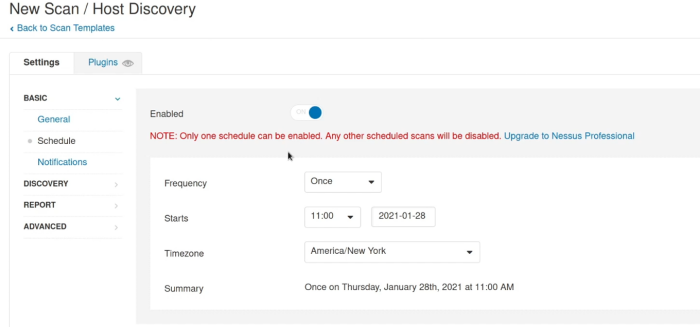 New Scan / Host Discovery
‹ Back to Scan Templates
Settings Plugins
BASIC
General
Schedule
Notifications
DISCOVERY
REPORT
ADVANCED
Enabled ON
NOTE: Only one schedule can be enabled. Any other scheduled scans will be disabled. Upgrade to Nessus Professional
Frequency Once
Starts 11:00 2021-01-28
Timezone America/New York
Summary Once on Thursday, January 28th, 2021 at 11:00 AM